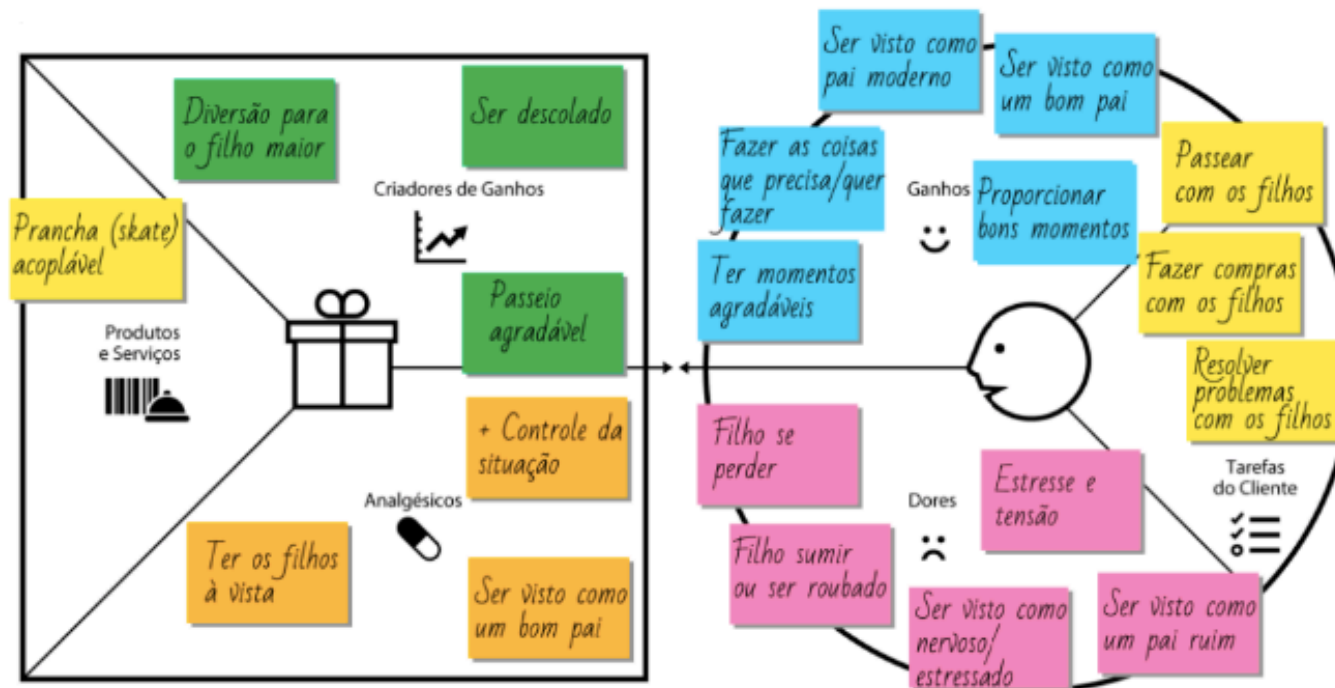 Diversão para
o filho maior
Ser descolado
Criadores de Ganhos
Prancha (skate)
acoplável
Passeio
agradável
Produtos
e Serviços
+ Controle da
situação
Analgésicos
Ter os filhos
à vista
Ser visto como
um bom pai
Ser visto como
pai moderno
Ser visto como
um bom pai
Fazer as coisas
que precisa/quer
fazer
Ganhos
Proporcionar
bons momentos
Passear
com os filhos
Ter momentos
agradáveis
Fazer compras
com os filhos
Resolver
problemas
com os filhos
Filho se
perder
Estresse e
tensão
Dores
Tarefas
do Cliente
Filho sumir
ou ser roubado
Ser visto como
nervoso/
estressado
Ser visto como
um pai ruim